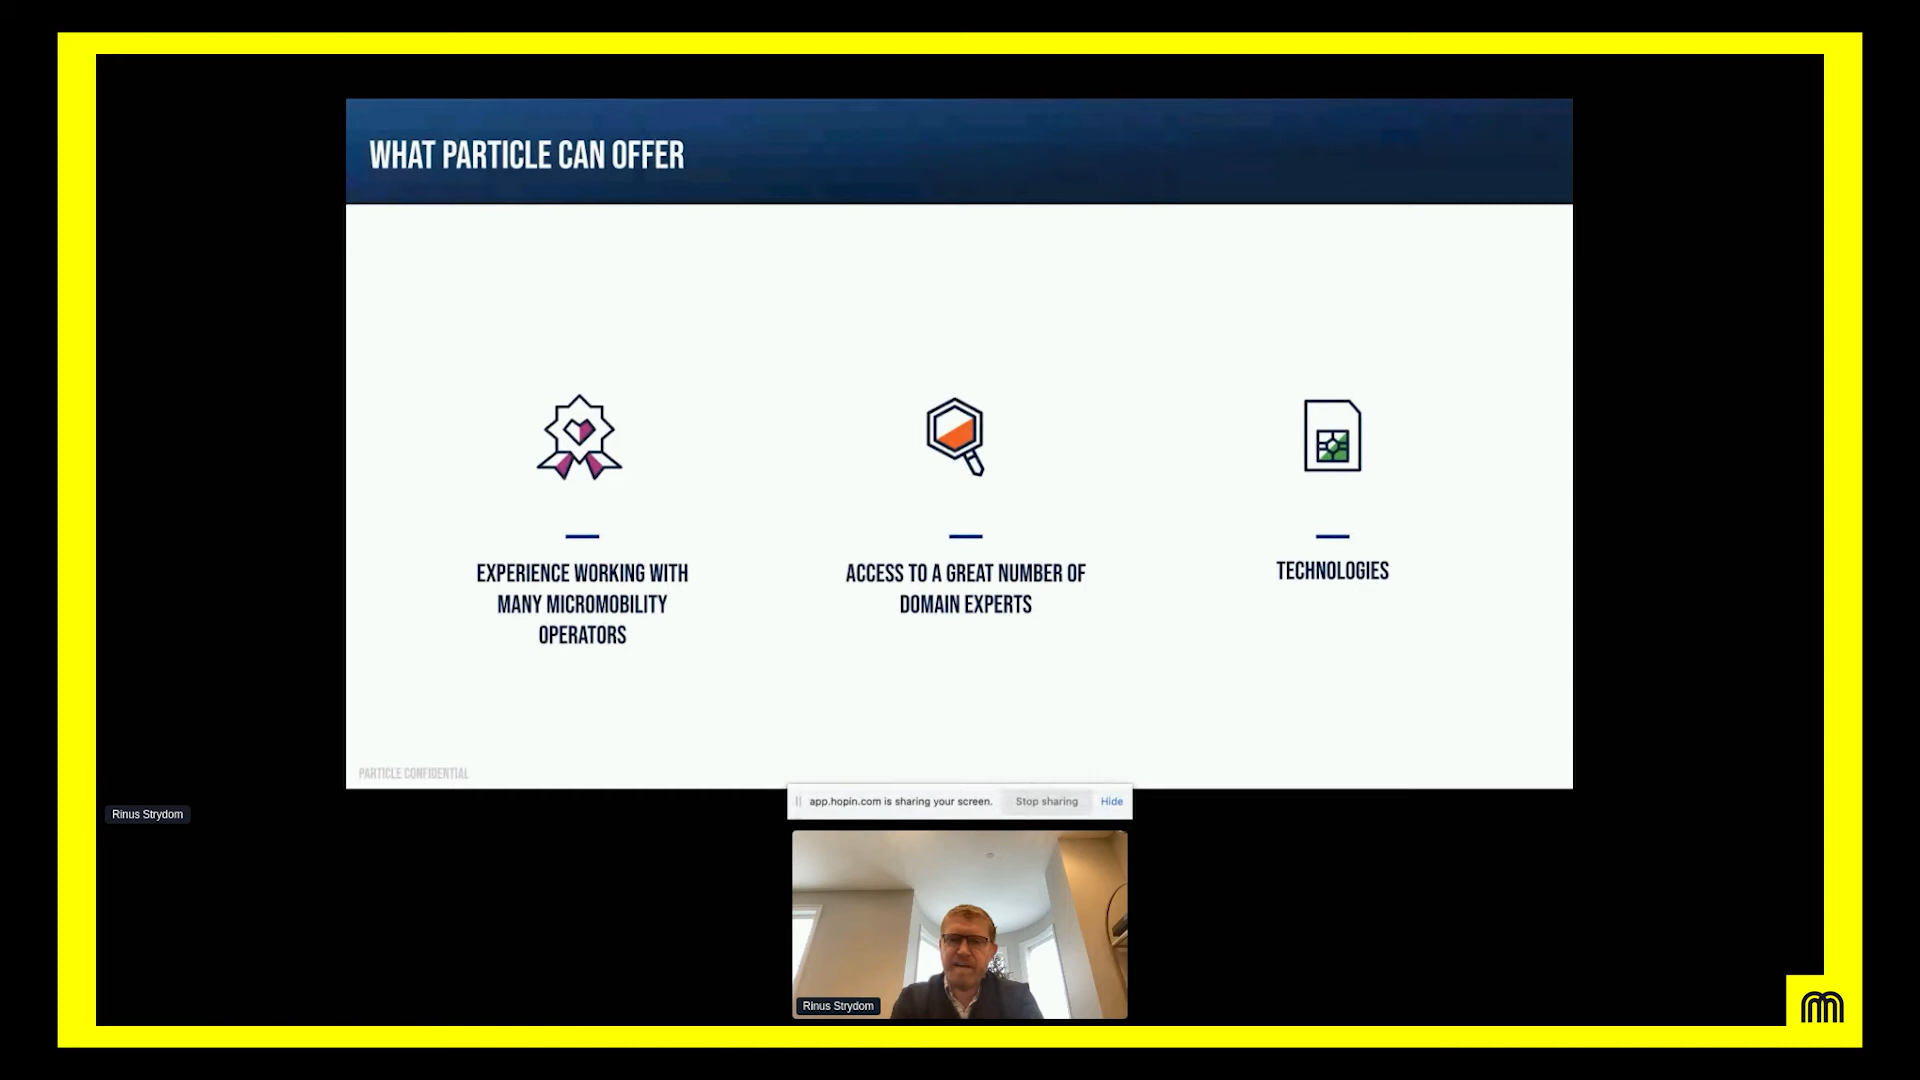 WHAT PARTICLE CAN OFFER
EXPERIENCE WORKING WITH
MANY MICROMOBILITY
OPERATORS
ACCESS TO A GREAT NUMBER OF
DOMAIN EXPERTS
TECHNOLOGIES
PARTICLE CONFIDENTIAL
app.hopin.com is sharing your screen. Stop sharing Hide
Rinus Strydom
Rinus Strydom